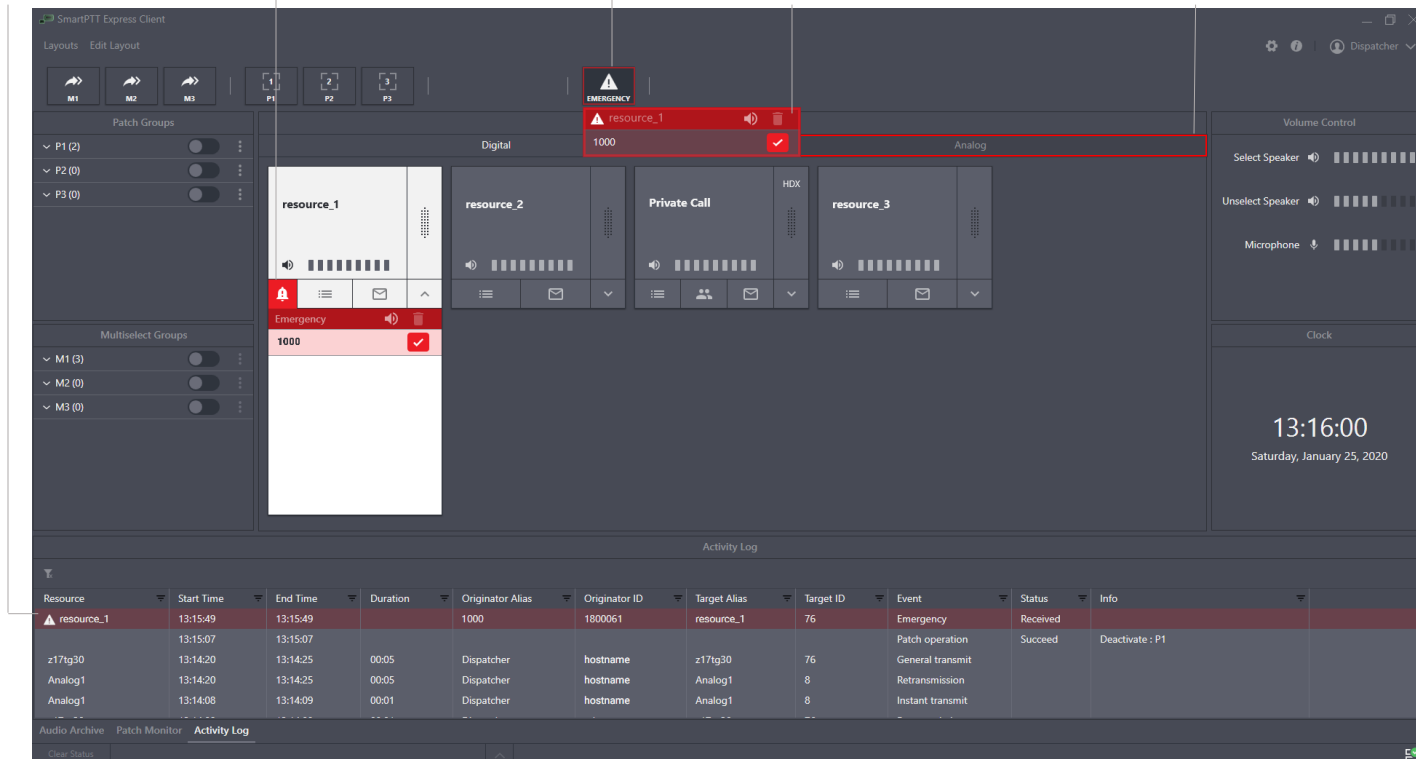 SmartPTT Express Client
Layouts Edit Layout
Dispatcher
M1 M2 M3 1 P1 2 P2 3 P3 EMERGENCY
Patch Groups
P1 (2)
P2 (0)
P3 (0)
Multiselect Groups
M1 (3)
M2 (0)
M3 (0)
resource_1
1000
Digital Analog
resource_1
resource_2
HDX
Private Call
resource_3
Emergency
1000
Volume Control
Select Speaker
Unselect Speaker
Microphone
Clock
13:16:00
Saturday, January 25, 2020
Activity Log
Resource Start Time End Time Duration Originator Alias Originator ID Target Alias Target ID Event Status Info
resource_1 13:15:49 13:15:49 1000 1800061 resource_1 76 Emergency Received
13:15:07 13:15:07 Patch operation Succeed Deactivate : P1
z17tg30 13:14:20 13:14:25 00:05 Dispatcher hostname z17tg30 76 General transmit
Analog1 13:14:20 13:14:25 00:05 Dispatcher hostname Analog1 8 Retransmission
Analog1 13:14:08 13:14:09 00:01 Dispatcher hostname Analog1 8 Instant transmit
Audio Archive Patch Monitor Activity Log
Clear Status